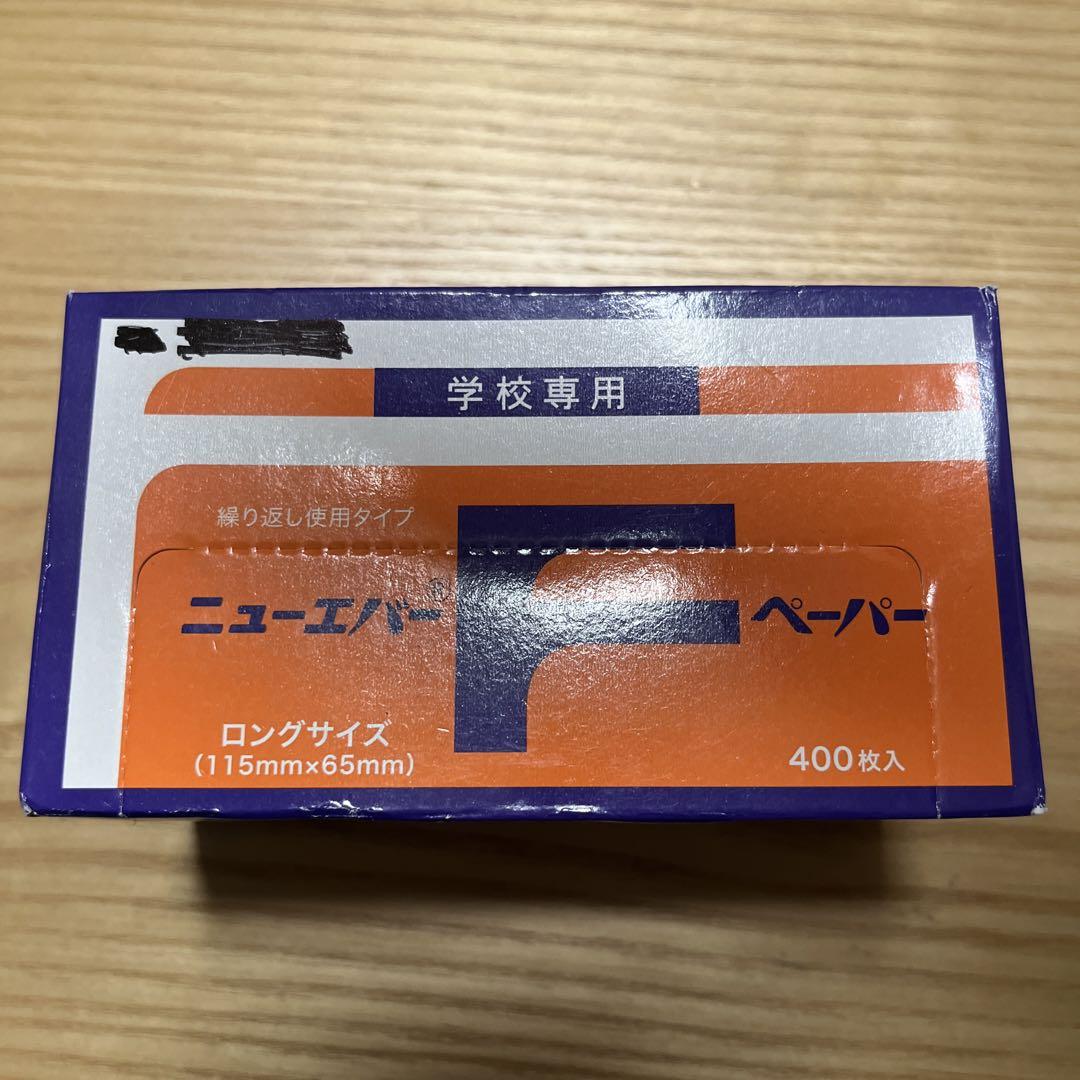 学校専用
繰り返し使用タイプ
ニューエバー® F ペーパー
ロングサイズ
(115mm×65mm)
400枚入